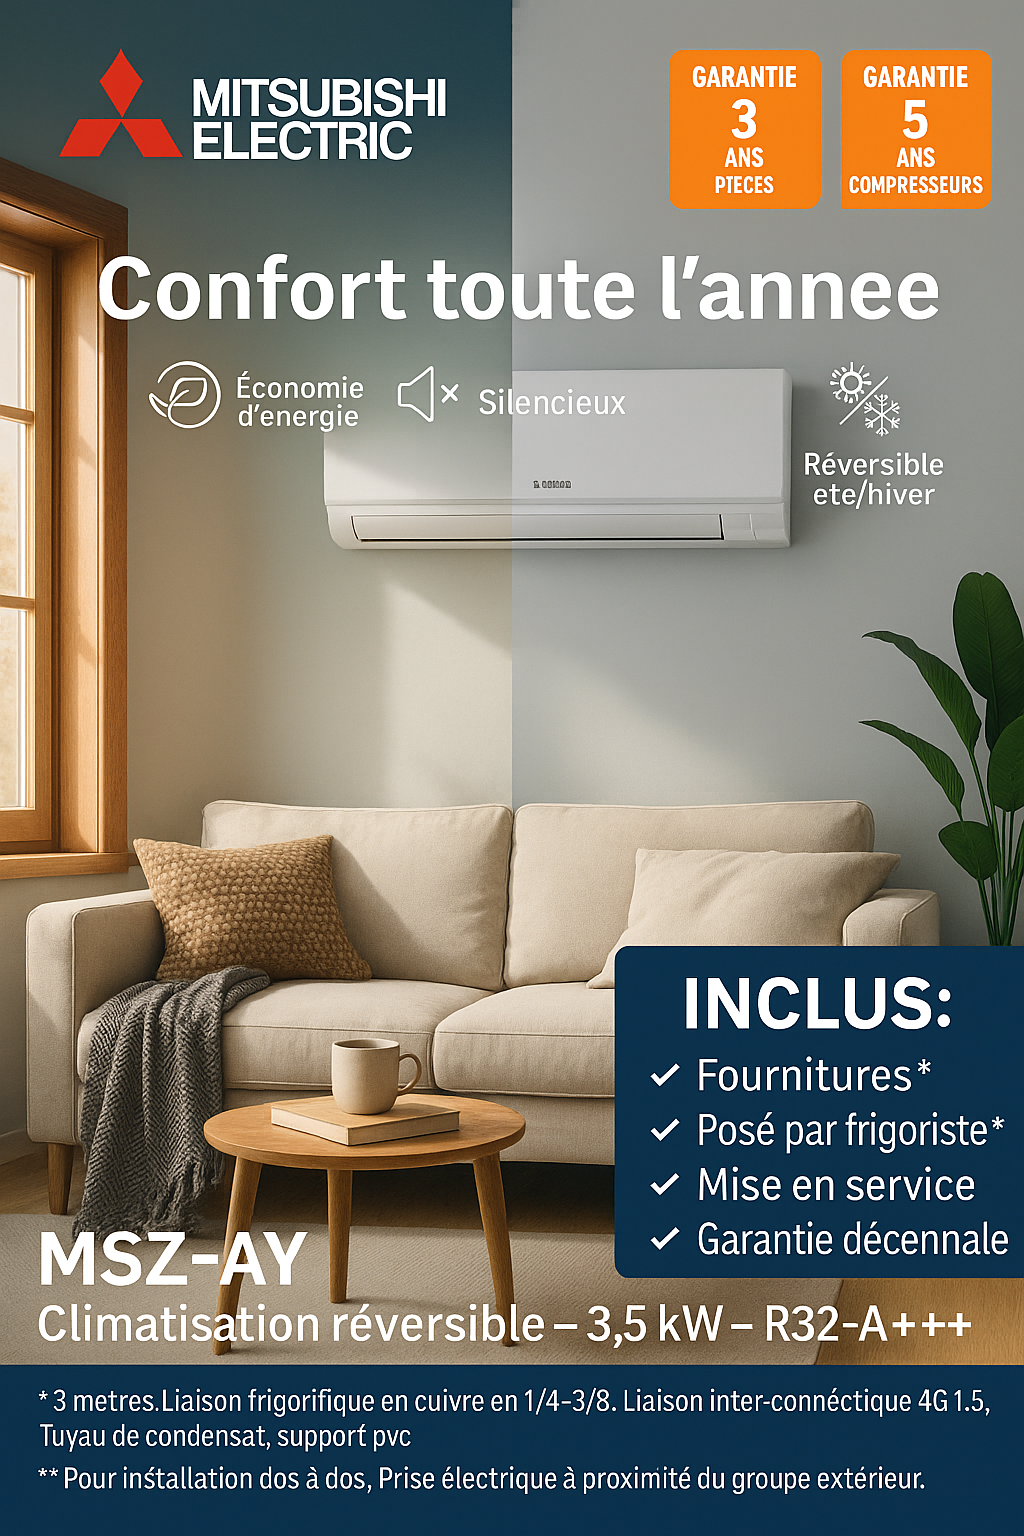 MITSUBISHI
ELECTRIC
GARANTIE
3
ANS
PTECES
GARANTIE
5
ANS
COMPRESSEURS
Confort toute l'annee
Économie
d'energie
Silencieux
Réversible
ete/hiver
INCLUS:
✓ Fournitures*
✓ Posé par frigoriste*
✓ Mise en service
✓ Garantie décennale
MSZ-AY
Climatisation réversible – 3,5 kW – R32-A+++
* 3 metres.Liaison frigorifique en cuivre en 1/4-3/8. Liaison inter-connéctique 4G 1.5,
Tuyau de condensat, support pvc
** Pour installation dos à dos, Prise électrique à proximité du groupe extérieur.